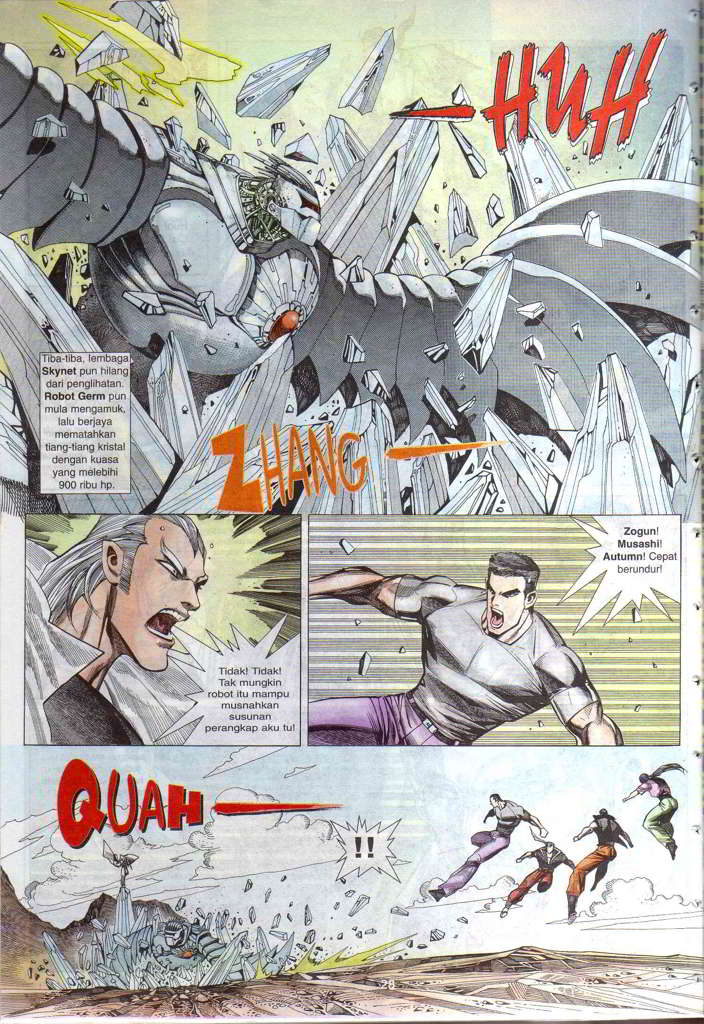 HUH
Tiba-tiba, lembaga
Skynet pun hilang
dari penglihatan.
Robot Germ pun
mula mengamuk,
lalu berjaya
mematahkan
tiang-tiang kristal
dengan kuasa
yang melebihi
900 ribu hp.
ZHANG
Tidak! Tidak!
Tak mungkin
robot itu mampu
musnahkan
susunan
perangkap aku tu!
Zogun!
Musashi!
Autumn! Cepat
berundur!
QUAH
!!
28